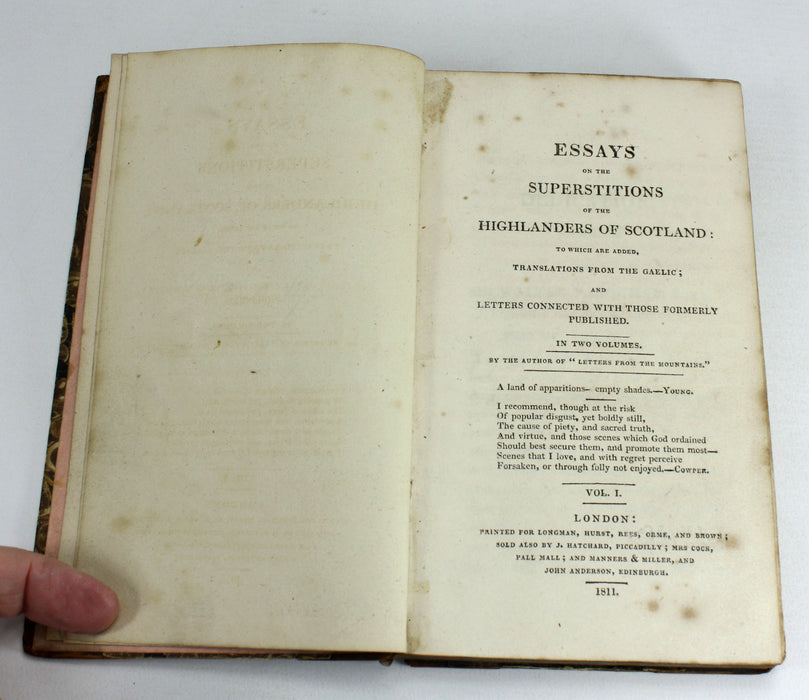 ESSAYS
ON THE
SUPERSTITIONS
OF THE
HIGHLANDERS OF SCOTLAND:
TO WHICH ARE ADDED,
TRANSLATIONS FROM THE GAELIC;
AND
LETTERS CONNECTED WITH THOSE FORMERLY
PUBLISHED.
IN TWO VOLUMES.
BY THE AUTHOR OF "LETTERS FROM THE MOUNTAINS."
A land of apparitions— empty shades.—YOUNG.
I recommend, though at the risk
Of popular disgust, yet boldly still,
The cause of piety, and sacred truth,
And virtue, and those scenes which God ordained
Should best secure them, and promote them most—
Scenes that I love, and with regret perceive
Forsaken, or through folly not enjoyed.—COWPER.
VOL. I.
LONDON:
PRINTED FOR LONGMAN, HURST, REES, ORME, AND BROWN;
SOLD ALSO BY J. HATCHARD, PICCADILLY; MRS COCK,
PALL MALL; AND MANNERS & MILLER, AND
JOHN ANDERSON, EDINBURGH.
1811.